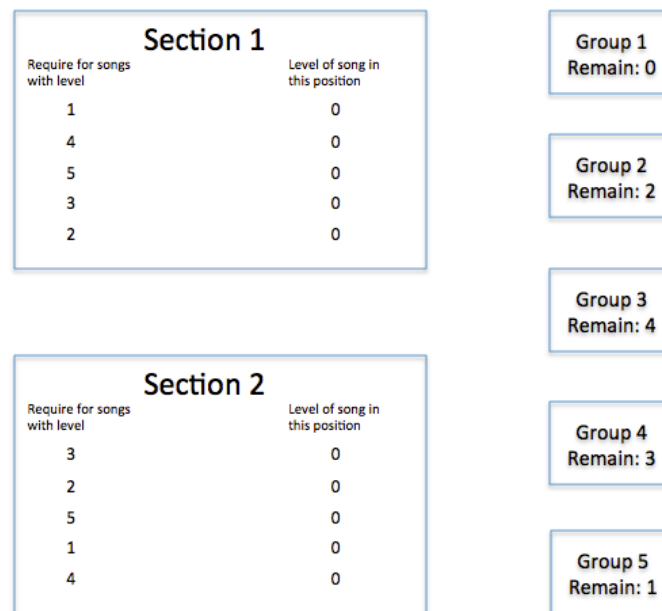 Section 1
Require for songs
with level
Level of song in
this position
1 0
4 0
5 0
3 0
2 0
Section 2
Require for songs
with level
Level of song in
this position
3 0
2 0
5 0
1 0
4 0
Group 1
Remain: 0
Group 2
Remain: 2
Group 3
Remain: 4
Group 4
Remain: 3
Group 5
Remain: 1